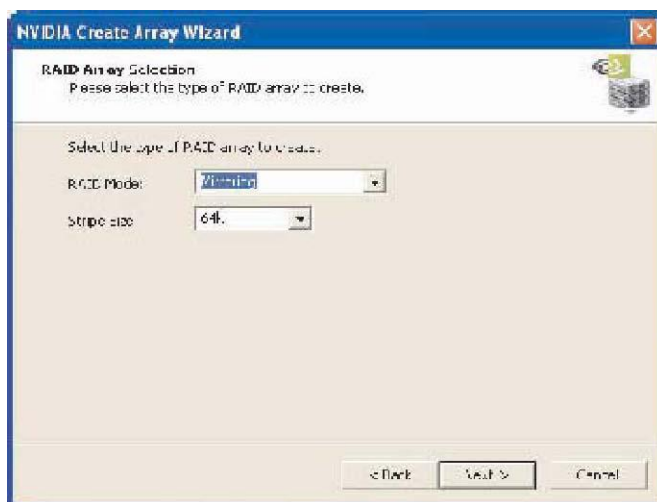 NVIDIA Create Array Wizard
RAID Array Selection
Please select the type of RAID array to create.
Select the type of RAID array to create.
RAID Mode: Mirroring
Stripe Size 64K
< Back Next > Cancel